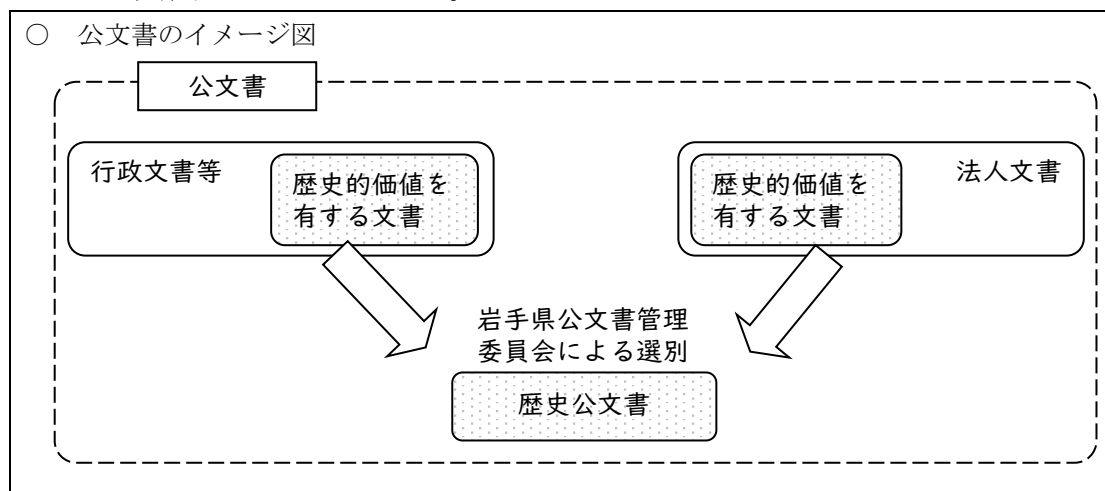 ○　公文書のイメージ図
公文書
行政文書等
歴史的価値を
有する文書
歴史的価値を
有する文書
法人文書
岩手県公文書管理
委員会による選別
歴史公文書